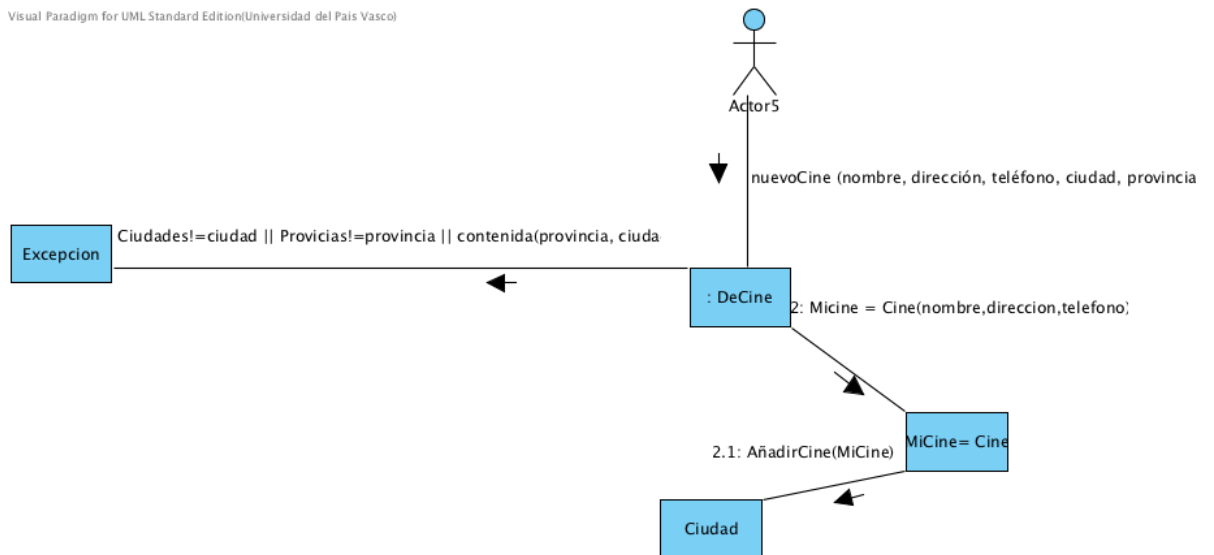 Visual Paradigm for UML Standard Edition(Universidad del Pais Vasco)
Actor5
nuevoCine (nombre, dirección, teléfono, ciudad, provincia
Ciudades!=ciudad || Provicias!=provincia || contenida(provincia, ciuda
Excepcion
: DeCine
2: Micine = Cine(nombre,direccion,telefono)
MiCine= Cine
2.1: AñadirCine(MiCine)
Ciudad